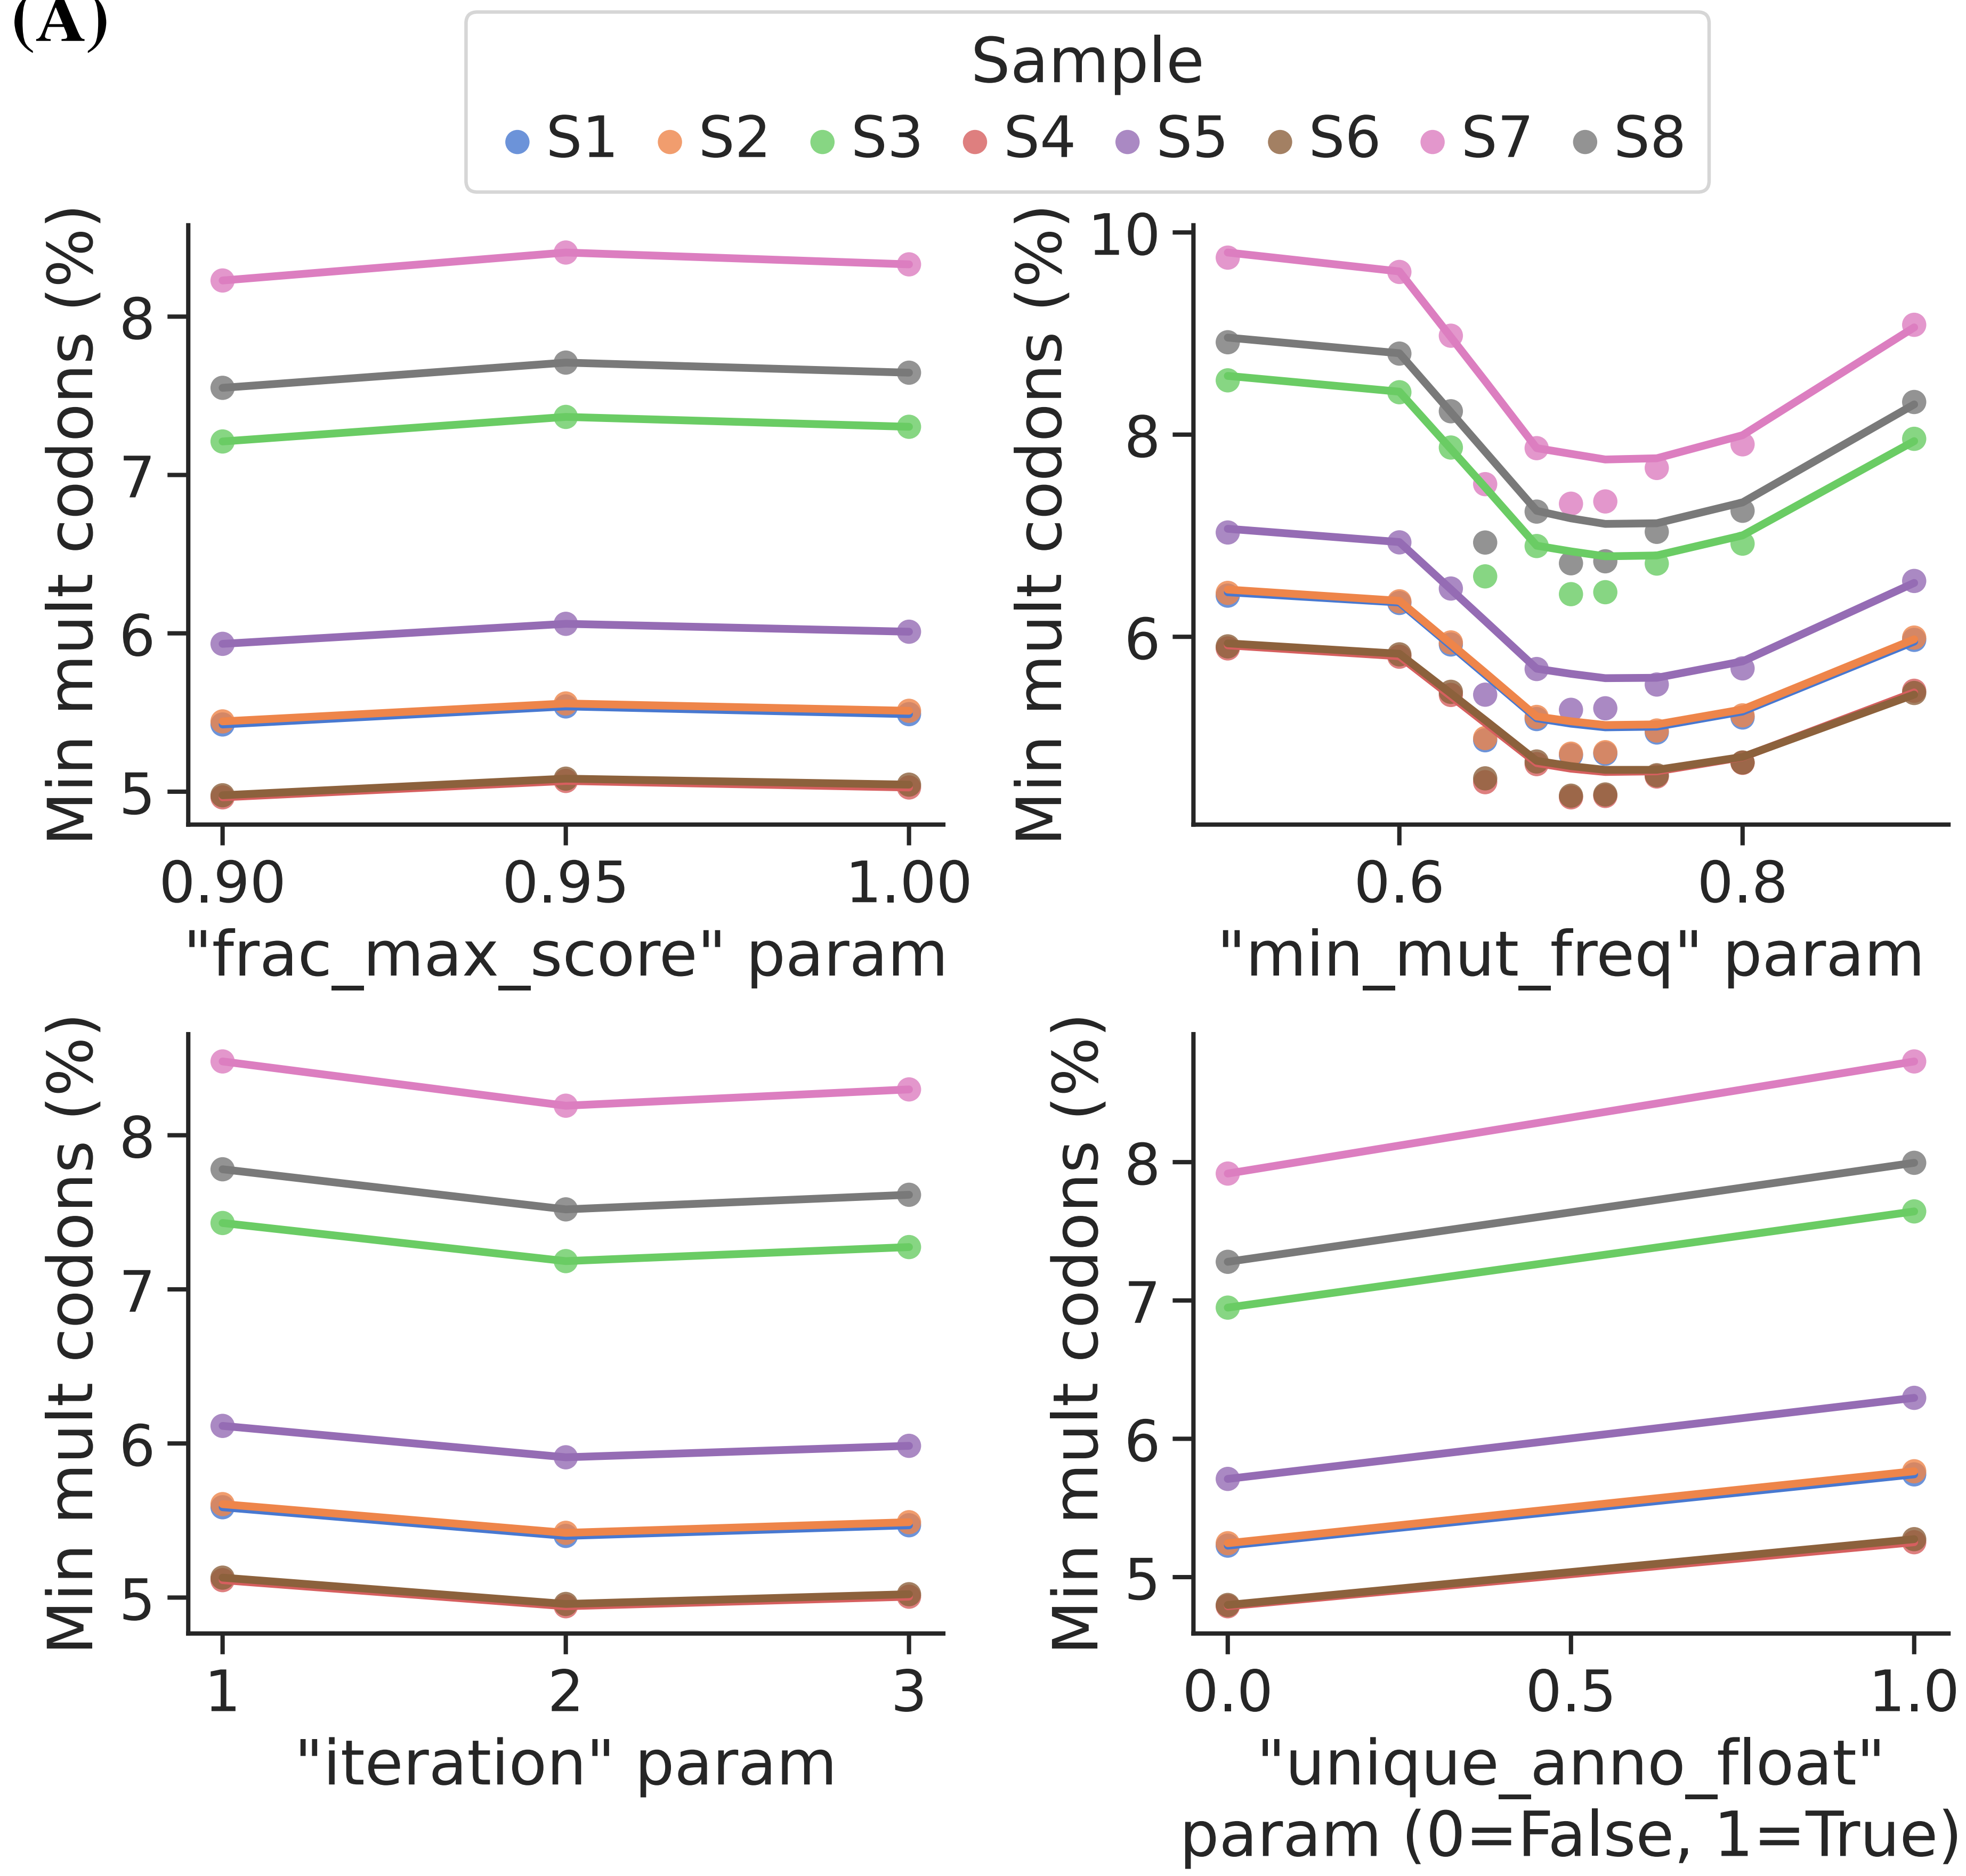 (A)
Sample
S1 S2 S3 S4 S5 S6 S7 S8
Min mult codons (%)
8
7
6
5
0.90 0.95 1.00
"frac_max_score" param
Min mult codons (%)
10
8
6
0.6 0.8
"min_mut_freq" param
Min mult codons (%)
8
7
6
5
1 2 3
"iteration" param
Min mult codons (%)
8
7
6
5
0.0 0.5 1.0
"unique_anno_float"
param (0=False, 1=True)